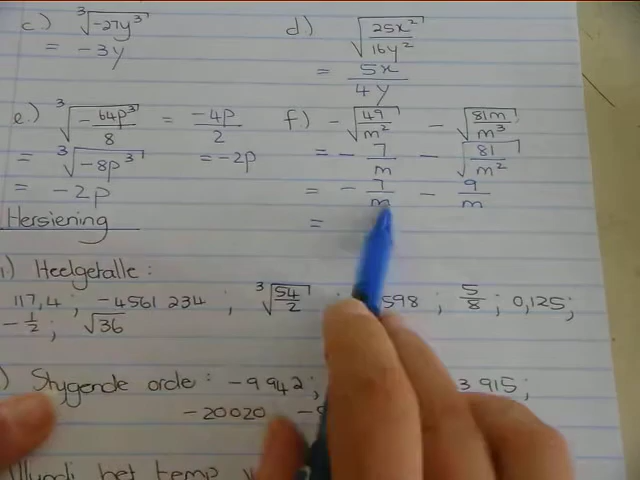 c.) ∛(-27y³)
= -3y
d.) √(25x²/16y²)
= 5x/4y
e.) ∛(-64p³/8) = -4p/2
= ∛(-8p³) = -2p
= -2p
f.) -√(49/m²) - √(81m/m³)
= -7/m - √(81/m²)
= -7/m - 9/m
=
Hersiening
) Heelgetalle :
117,4 ; -4561 234 ; ∛(54/2) ; 598 ; 5/8 ; 0,125 ;
-1/2 ; √36
) Stygende orde : -9 942 ; 3 915 ;
-20020
het temp